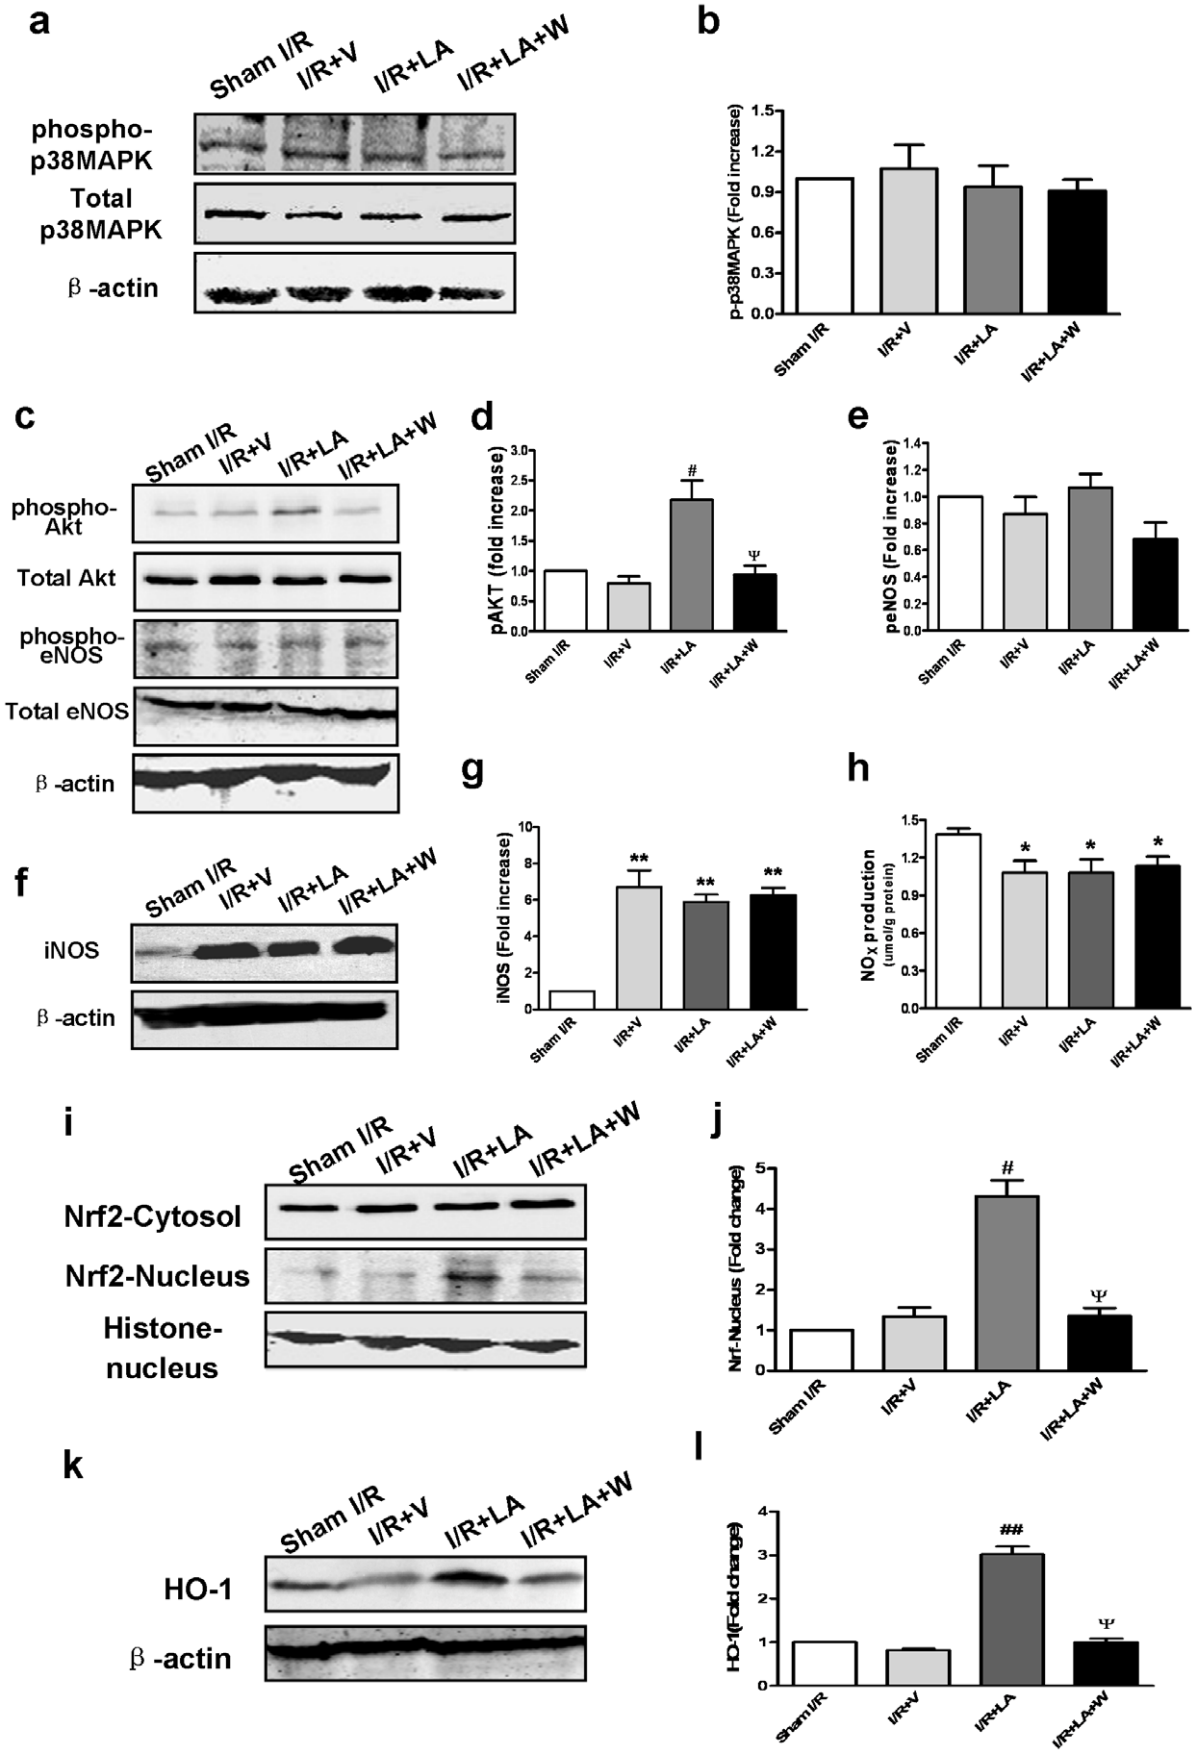 a
Sham I/R
I/R+V
I/R+LA
I/R+LA+W
phospho-
p38MAPK
Total
p38MAPK
β-actin
b
p-p38MAPK (Fold increase)
1.5
1.2
0.9
0.6
0.3
0.0
Sham I/R
I/R+V
I/R+LA
I/R+LA+W
c
Sham I/R
I/R+V
I/R+LA
I/R+LA+W
phospho-
Akt
Total Akt
phospho-
eNOS
Total eNOS
β-actin
d
pAKT (fold increase)
3.0
2.5
2.0
1.5
1.0
0.5
0.0
#
Ψ
Sham I/R
I/R+V
I/R+LA
I/R+LA+W
e
peNOS (Fold increase)
1.4
1.2
1.0
0.8
0.6
0.4
0.2
0.0
Sham I/R
I/R+V
I/R+LA
I/R+LA+W
f
Sham I/R
I/R+V
I/R+LA
I/R+LA+W
iNOS
β-actin
g
iNOS (Fold increase)
10
8
6
4
2
0
**
**
**
Sham I/R
I/R+V
I/R+LA
I/R+LA+W
h
NOx production
(umol/g protein)
1.5
1.2
0.9
0.6
0.3
0.0
*
*
*
Sham I/R
I/R+V
I/R+LA
I/R+LA+W
i
Sham I/R
I/R+V
I/R+LA
I/R+LA+W
Nrf2-Cytosol
Nrf2-Nucleus
Histone-
nucleus
j
Nrf-Nucleus (Fold change)
5
4
3
2
1
0
#
Ψ
Sham I/R
I/R+V
I/R+LA
I/R+LA+W
k
Sham I/R
I/R+V
I/R+LA
I/R+LA+W
HO-1
β-actin
l
HO-1(Fold change)
4
3
2
1
0
##
Ψ
Sham I/R
I/R+V
I/R+LA
I/R+LA+W